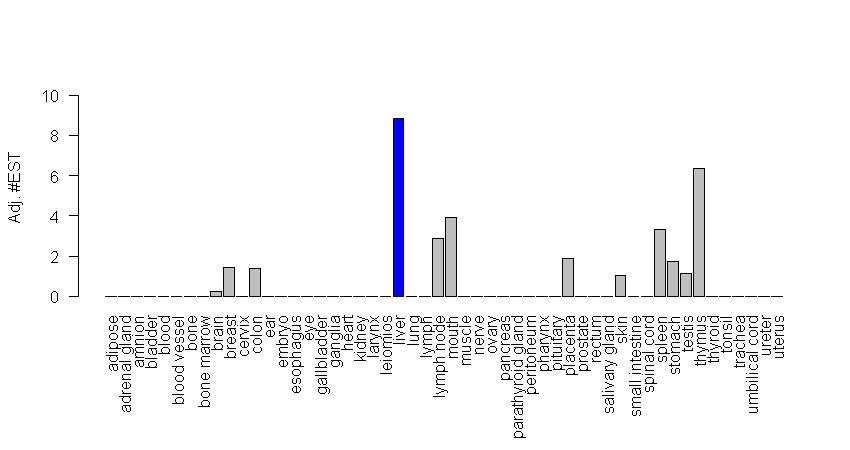 10
8
6
4
2
0
Adj. #EST
adipose
adrenal gland
amnion
bladder
blood
blood vessel
bone
bone marrow
brain
breast
cervix
colon
ear
embryo
esophagus
eye
gallbladder
ganglia
heart
kidney
larynx
leiomios
liver
lung
lymph
lymph node
mouth
muscle
nerve
ovary
pancreas
parathyroid gland
peritoneum
pharynx
pituitary
placenta
prostate
rectum
salivary gland
skin
small intestine
spinal cord
spleen
stomach
testis
thymus
thyroid
tonsil
trachea
umbilical cord
ureter
uterus